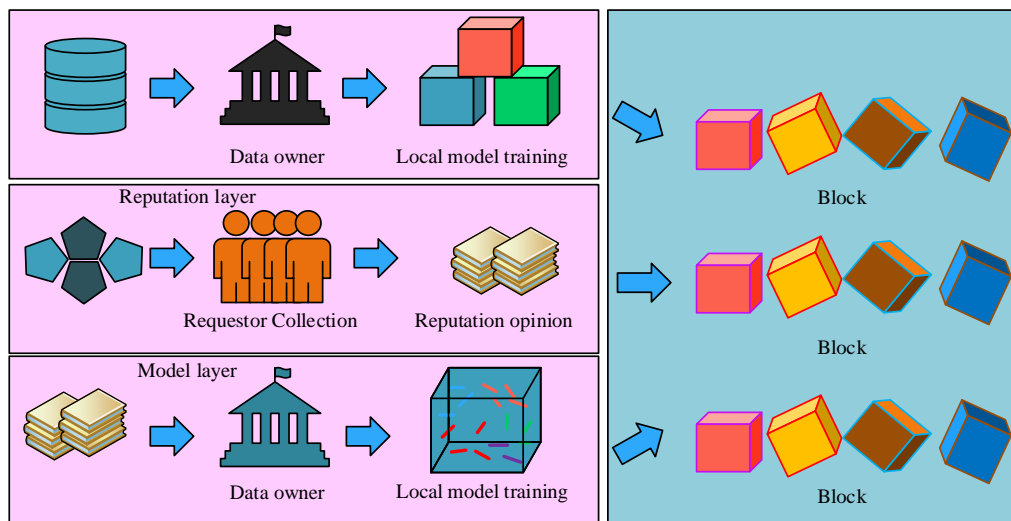 Data owner
Local model training
Block
Reputation layer
Requestor Collection
Reputation opinion
Block
Model layer
Data owner
Local model training
Block